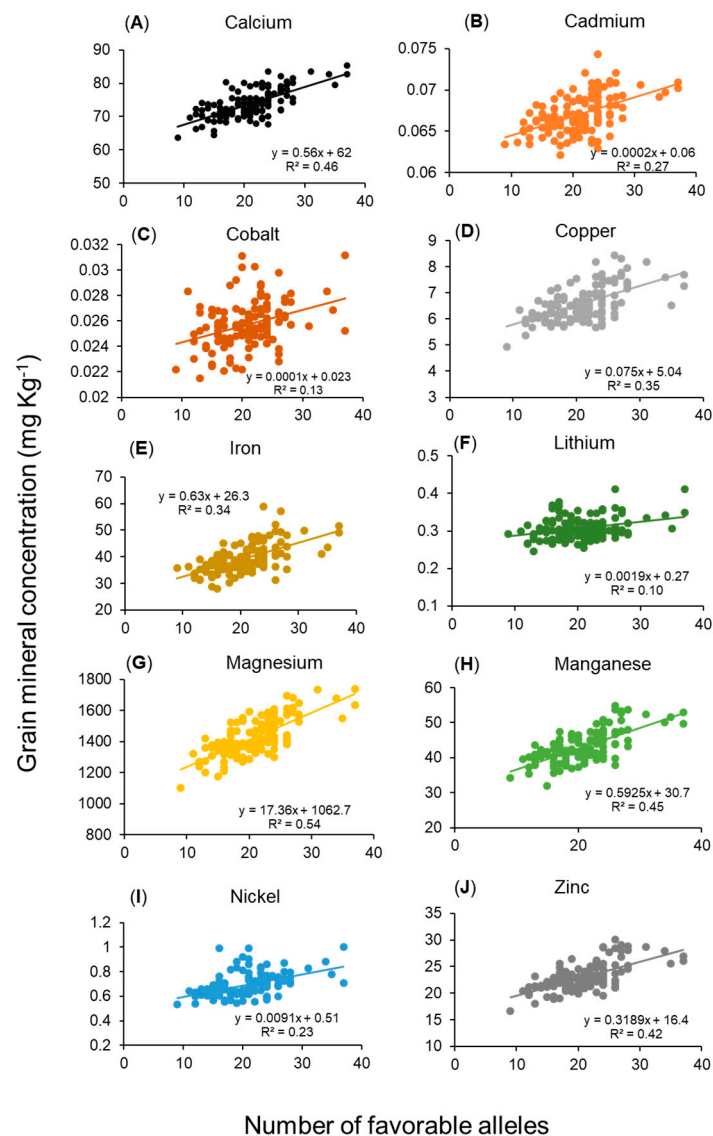 (A) Calcium
90
80
70
60
50
0 10 20 30 40
y = 0.56x + 62
R² = 0.46
(B) Cadmium
0.075
0.07
0.065
0.06
0 10 20 30 40
y = 0.0002x + 0.06
R² = 0.27
(C) Cobalt
0.032
0.03
0.028
0.026
0.024
0.022
0.02
0 10 20 30 40
y = 0.0001x + 0.023
R² = 0.13
(D) Copper
9
8
7
6
5
4
3
0 10 20 30 40
y = 0.075x + 5.04
R² = 0.35
(E) Iron
70
60
50
40
30
20
0 10 20 30 40
y = 0.63x + 26.3
R² = 0.34
(F) Lithium
0.5
0.4
0.3
0.2
0.1
0 10 20 30 40
y = 0.0019x + 0.27
R² = 0.10
(G) Magnesium
1800
1600
1400
1200
1000
800
0 10 20 30 40
y = 17.36x + 1062.7
R² = 0.54
(H) Manganese
60
50
40
30
20
0 10 20 30 40
y = 0.5925x + 30.7
R² = 0.45
(I) Nickel
1.2
1
0.8
0.6
0.4
0.2
0 10 20 30 40
y = 0.0091x + 0.51
R² = 0.23
(J) Zinc
35
30
25
20
15
10
0 10 20 30 40
y = 0.3189x + 16.4
R² = 0.42
Grain mineral concentration (mg Kg⁻¹)
Number of favorable alleles